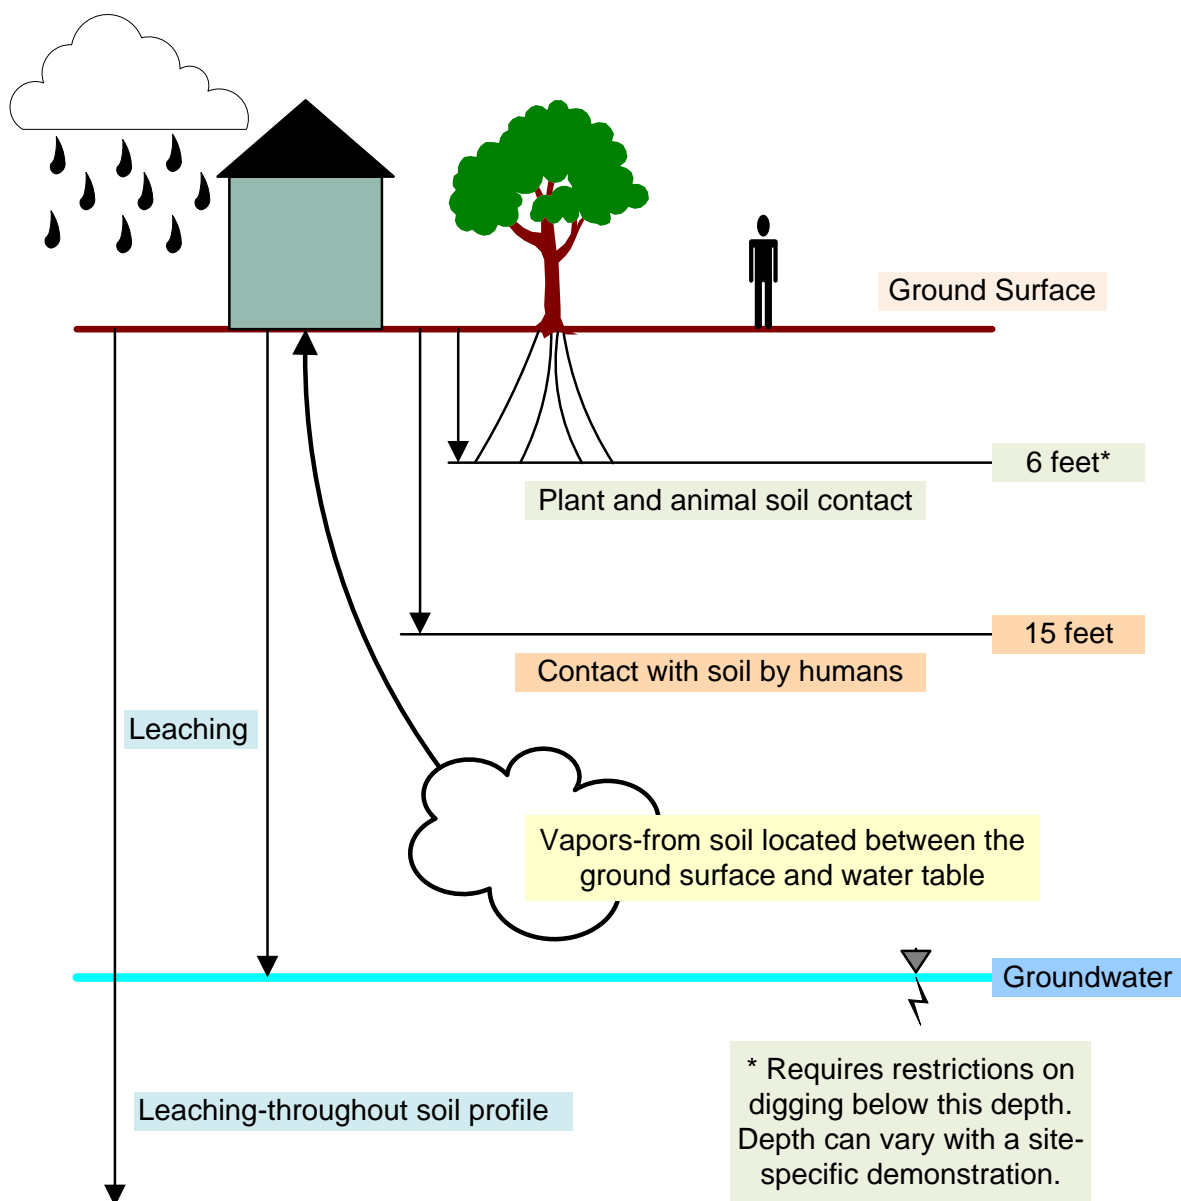 Ground Surface
6 feet*
Plant and animal soil contact
15 feet
Contact with soil by humans
Leaching
Vapors-from soil located between the
ground surface and water table
Groundwater
* Requires restrictions on
digging below this depth.
Depth can vary with a site-
specific demonstration.
Leaching-throughout soil profile